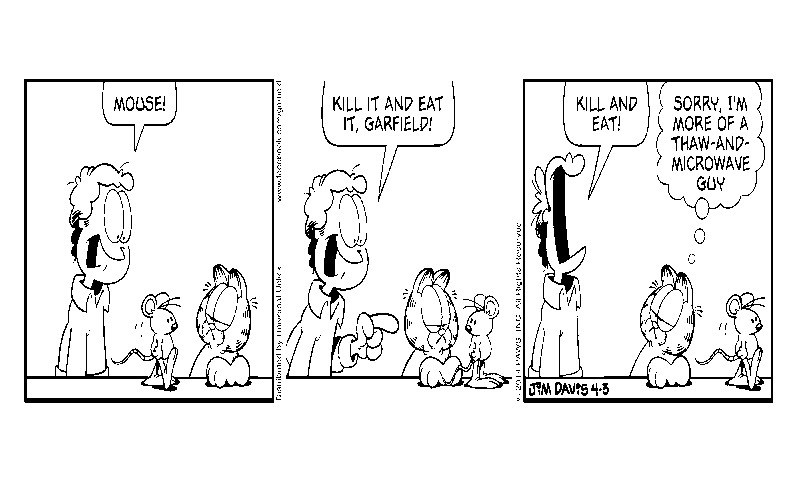 MOUSE!
KILL IT AND EAT
IT, GARFIELD!
KILL AND
EAT!
SORRY, I'M
MORE OF A
THAW-AND-
MICROWAVE
GUY
JIM DAVIS 4-3